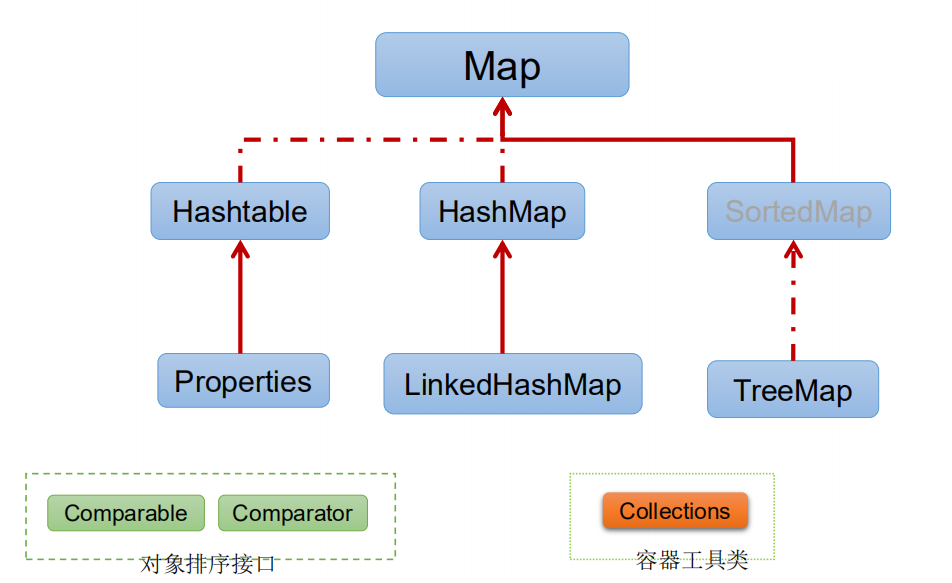 Map
Hashtable
HashMap
SortedMap
Properties
LinkedHashMap
TreeMap
Comparable
Comparator
对象排序接口
Collections
容器工具类